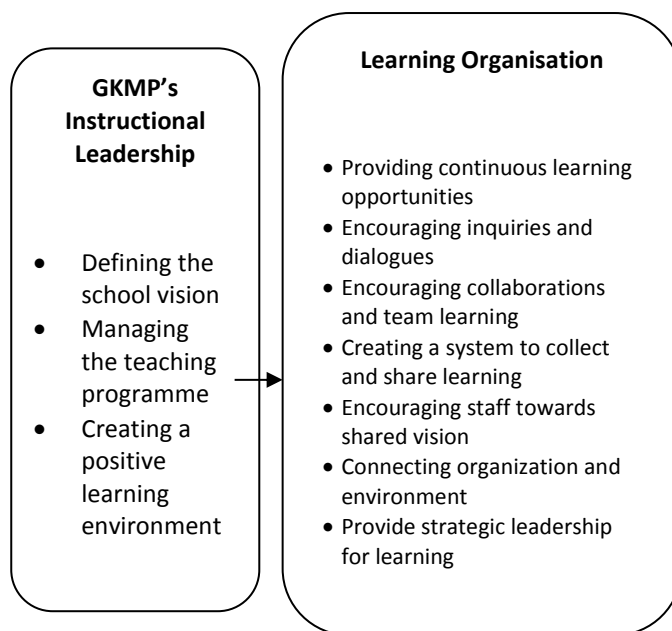 GKMP’s
Instructional
Leadership
• Defining the
school vision
• Managing
the teaching
programme
• Creating a
positive
learning
environment
Learning Organisation
• Providing continuous learning
opportunities
• Encouraging inquiries and
dialogues
• Encouraging collaborations
and team learning
• Creating a system to collect
and share learning
• Encouraging staff towards
shared vision
• Connecting organization and
environment
• Provide strategic leadership
for learning